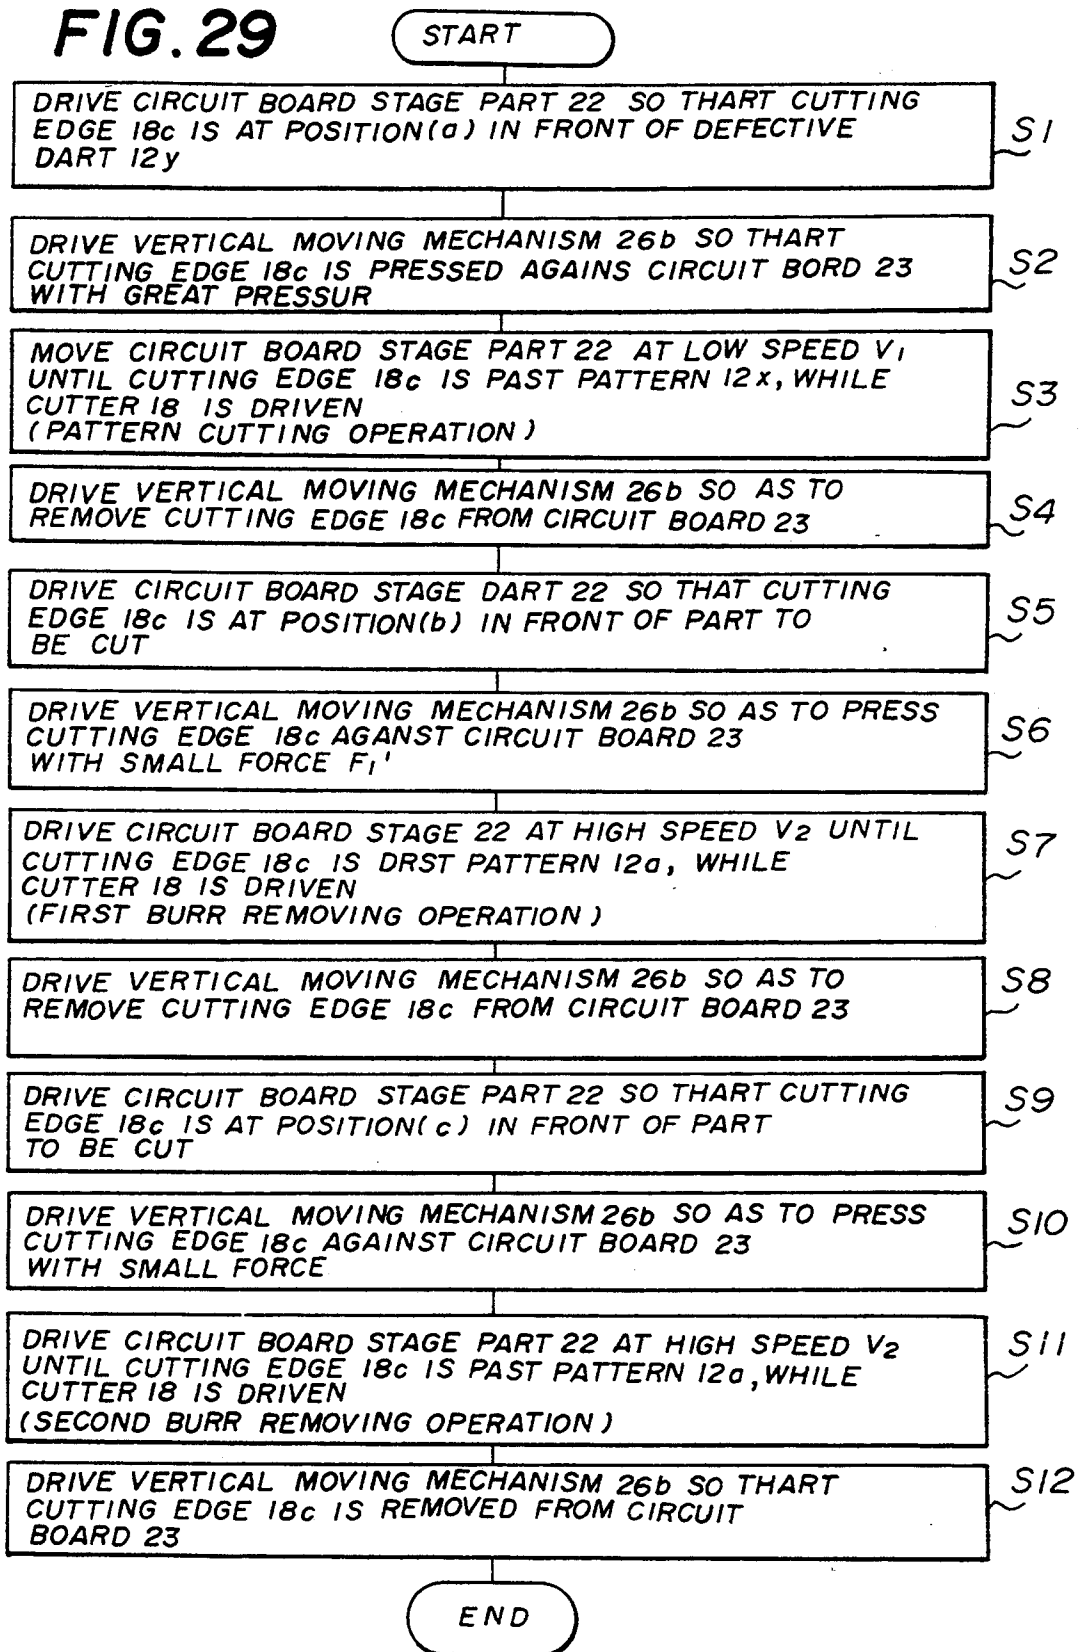 FIG. 29
START
DRIVE CIRCUIT BOARD STAGE PART 22 SO THART CUTTING
EDGE 18c IS AT POSITION(a) IN FRONT OF DEFECTIVE
DART 12y
S1
DRIVE VERTICAL MOVING MECHANISM 26b SO THART
CUTTING EDGE 18c IS PRESSED AGAINS CIRCUIT BORD 23
WITH GREAT PRESSUR
S2
MOVE CIRCUIT BOARD STAGE PART 22 AT LOW SPEED V1
UNTIL CUTTING EDGE 18c IS PAST PATTERN 12x, WHILE
CUTTER 18 IS DRIVEN
(PATTERN CUTTING OPERATION)
S3
DRIVE VERTICAL MOVING MECHANISM 26b SO AS TO
REMOVE CUTTING EDGE 18c FROM CIRCUIT BOARD 23
S4
DRIVE CIRCUIT BOARD STAGE DART 22 SO THAT CUTTING
EDGE 18c IS AT POSITION(b) IN FRONT OF PART TO
BE CUT
S5
DRIVE VERTICAL MOVING MECHANISM 26b SO AS TO PRESS
CUTTING EDGE 18c AGANST CIRCUIT BOARD 23
WITH SMALL FORCE F1'
S6
DRIVE CIRCUIT BOARD STAGE 22 AT HIGH SPEED V2 UNTIL
CUTTING EDGE 18c IS DRST PATTERN 12a, WHILE
CUTTER 18 IS DRIVEN
(FIRST BURR REMOVING OPERATION)
S7
DRIVE VERTICAL MOVING MECHANISM 26b SO AS TO
REMOVE CUTTING EDGE 18c FROM CIRCUIT BOARD 23
S8
DRIVE CIRCUIT BOARD STAGE PART 22 SO THART CUTTING
EDGE 18c IS AT POSITION(c) IN FRONT OF PART
TO BE CUT
S9
DRIVE VERTICAL MOVING MECHANISM 26b SO AS TO PRESS
CUTTING EDGE 18c AGAINST CIRCUIT BOARD 23
WITH SMALL FORCE
S10
DRIVE CIRCUIT BOARD STAGE PART 22 AT HIGH SPEED V2
UNTIL CUTTING EDGE 18c IS PAST PATTERN 12a, WHILE
CUTTER 18 IS DRIVEN
(SECOND BURR REMOVING OPERATION)
S11
DRIVE VERTICAL MOVING MECHANISM 26b SO THART
CUTTING EDGE 18c IS REMOVED FROM CIRCUIT
BOARD 23
S12
END